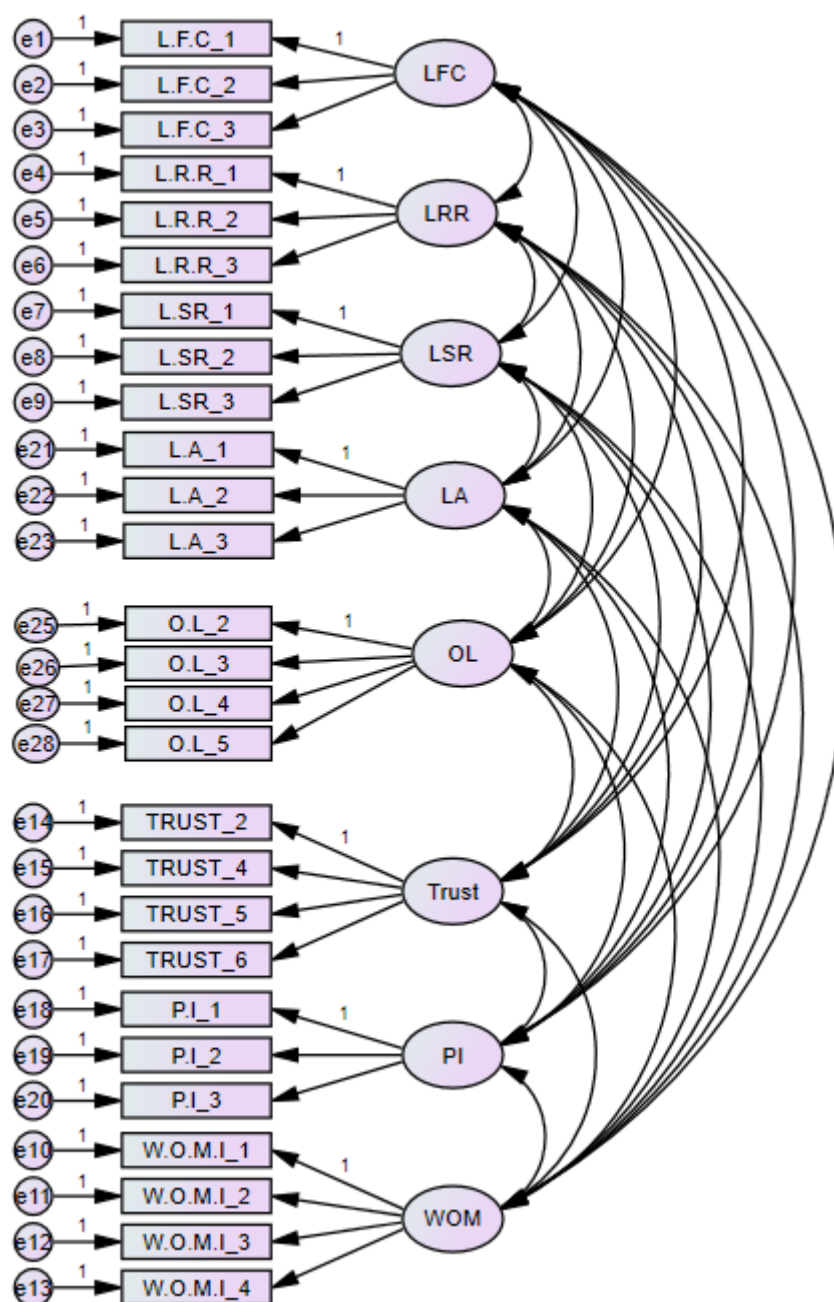 e1 1 L.F.C_1 1 LFC
e2 1 L.F.C_2
e3 1 L.F.C_3
e4 1 L.R.R_1 1 LRR
e5 1 L.R.R_2
e6 1 L.R.R_3
e7 1 L.SR_1 1 LSR
e8 1 L.SR_2
e9 1 L.SR_3
e21 1 L.A_1 1 LA
e22 1 L.A_2
e23 1 L.A_3
e25 1 O.L_2 1 OL
e26 1 O.L_3
e27 1 O.L_4
e28 1 O.L_5
e14 1 TRUST_2 1 Trust
e15 1 TRUST_4
e16 1 TRUST_5
e17 1 TRUST_6
e18 1 P.I_1 1 PI
e19 1 P.I_2
e20 1 P.I_3
e10 1 W.O.M.I_1 1 WOM
e11 1 W.O.M.I_2
e12 1 W.O.M.I_3
e13 1 W.O.M.I_4